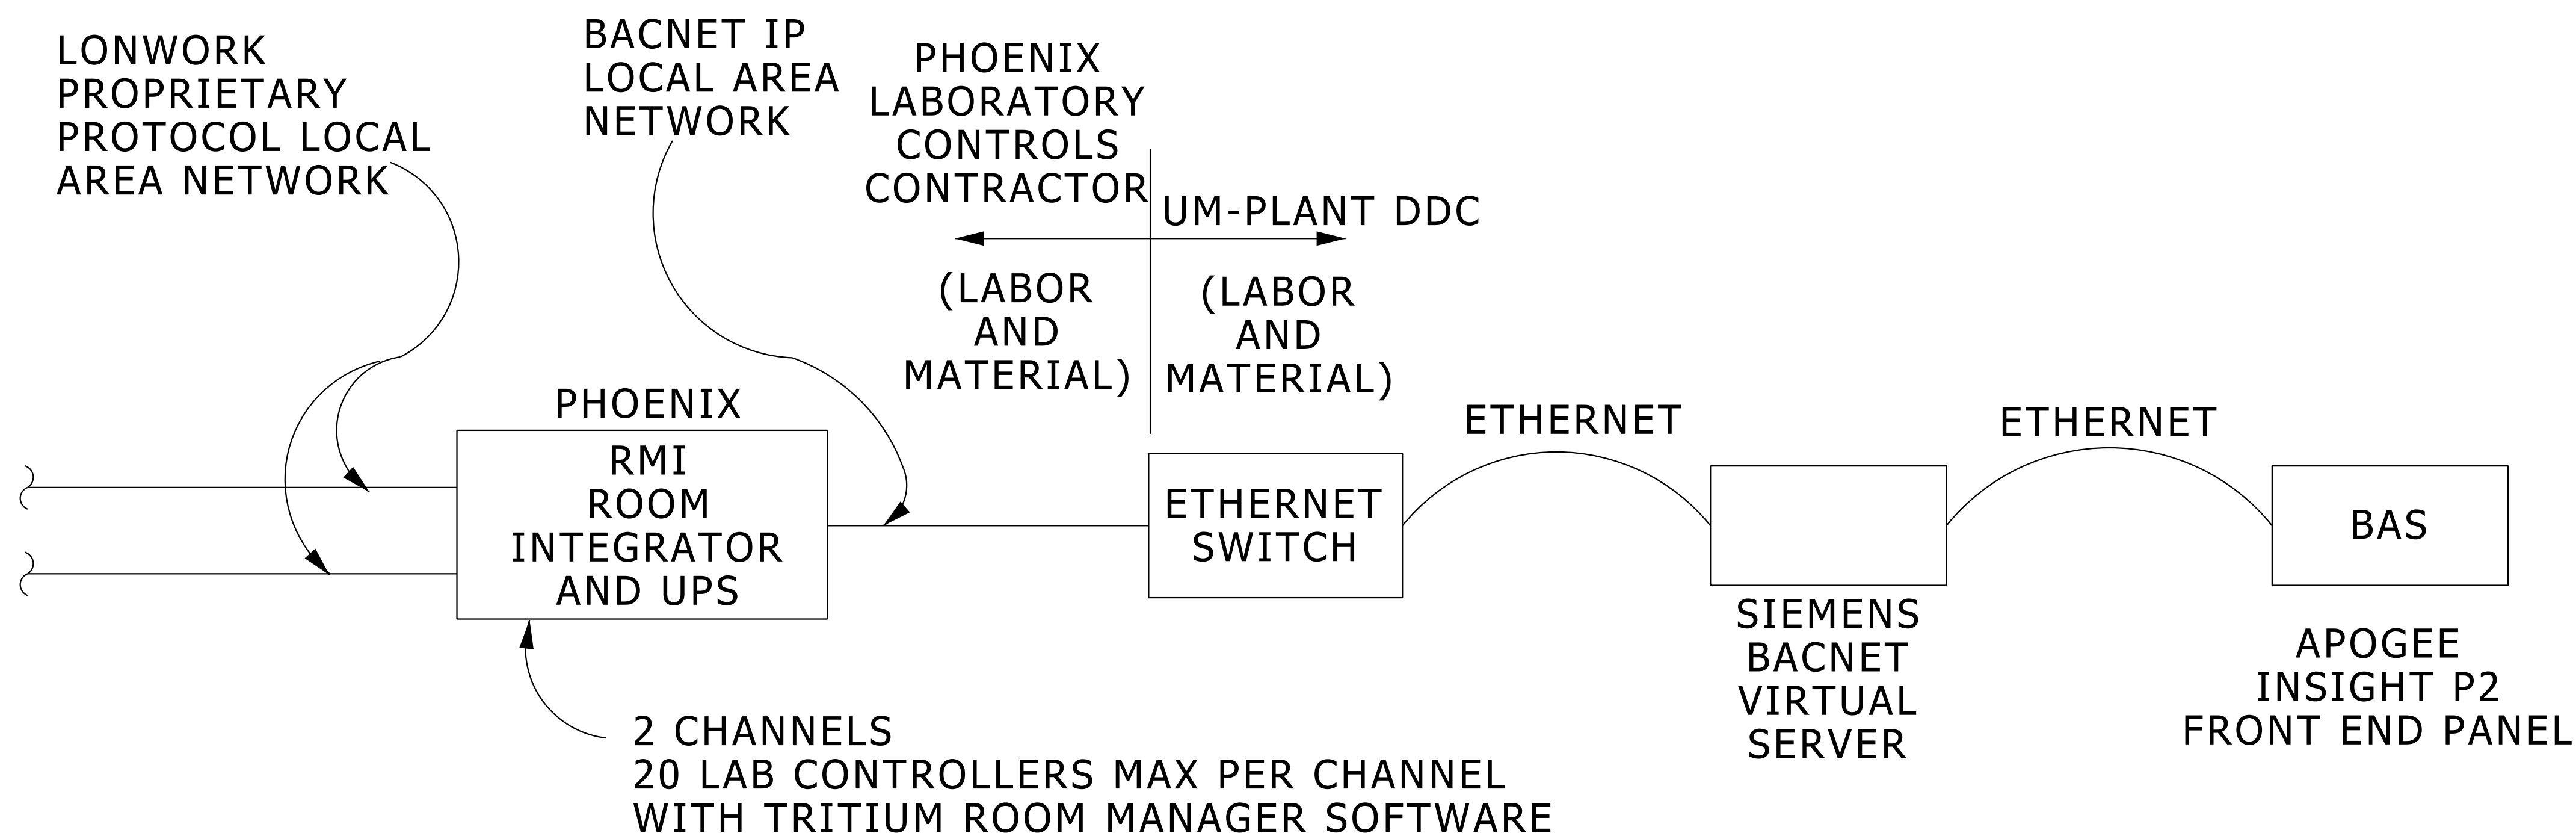 LONWORK
PROPRIETARY
PROTOCOL LOCAL
AREA NETWORK
BACNET IP
LOCAL AREA
NETWORK
PHOENIX
LABORATORY
CONTROLS
CONTRACTOR
UM-PLANT DDC
(LABOR
AND
MATERIAL)
(LABOR
AND
MATERIAL)
PHOENIX
RMI
ROOM
INTEGRATOR
AND UPS
ETHERNET
SWITCH
ETHERNET
ETHERNET
BAS
SIEMENS
BACNET
VIRTUAL
SERVER
APOGEE
INSIGHT P2
FRONT END PANEL
2 CHANNELS
20 LAB CONTROLLERS MAX PER CHANNEL
WITH TRITIUM ROOM MANAGER SOFTWARE